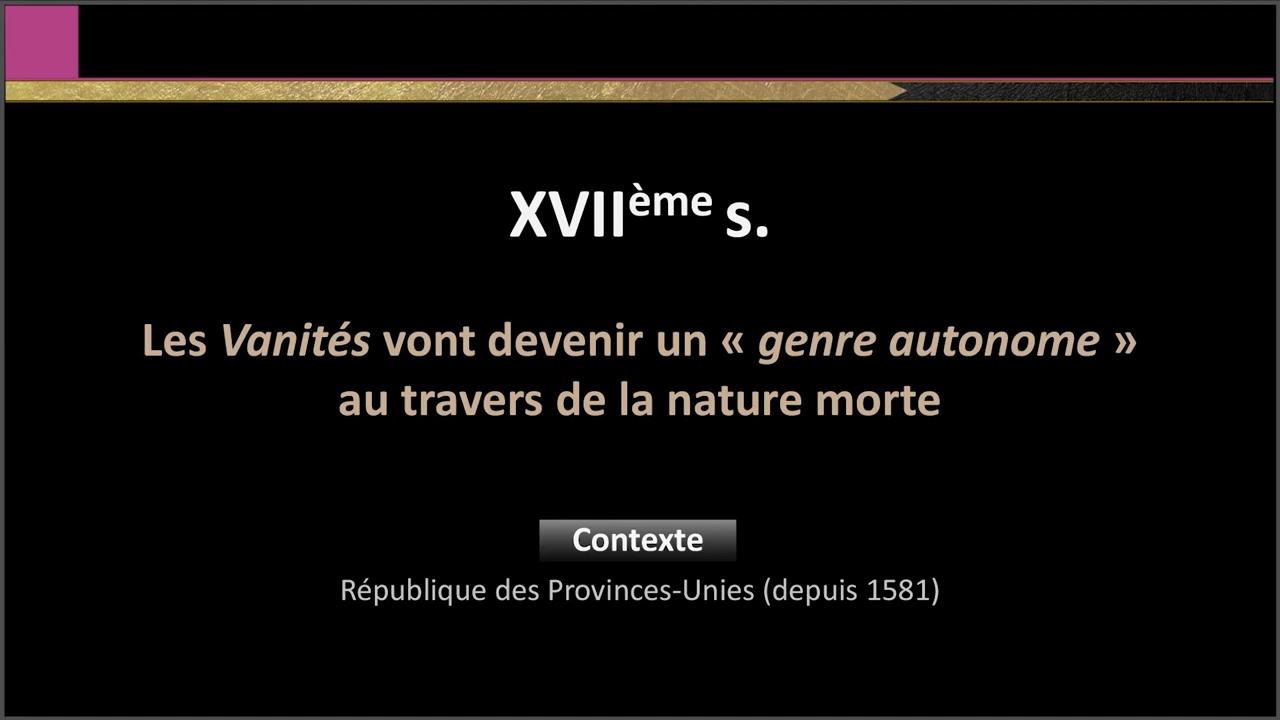 XVIIème s.
Les Vanités vont devenir un « genre autonome »
au travers de la nature morte
Contexte
République des Provinces-Unies (depuis 1581)